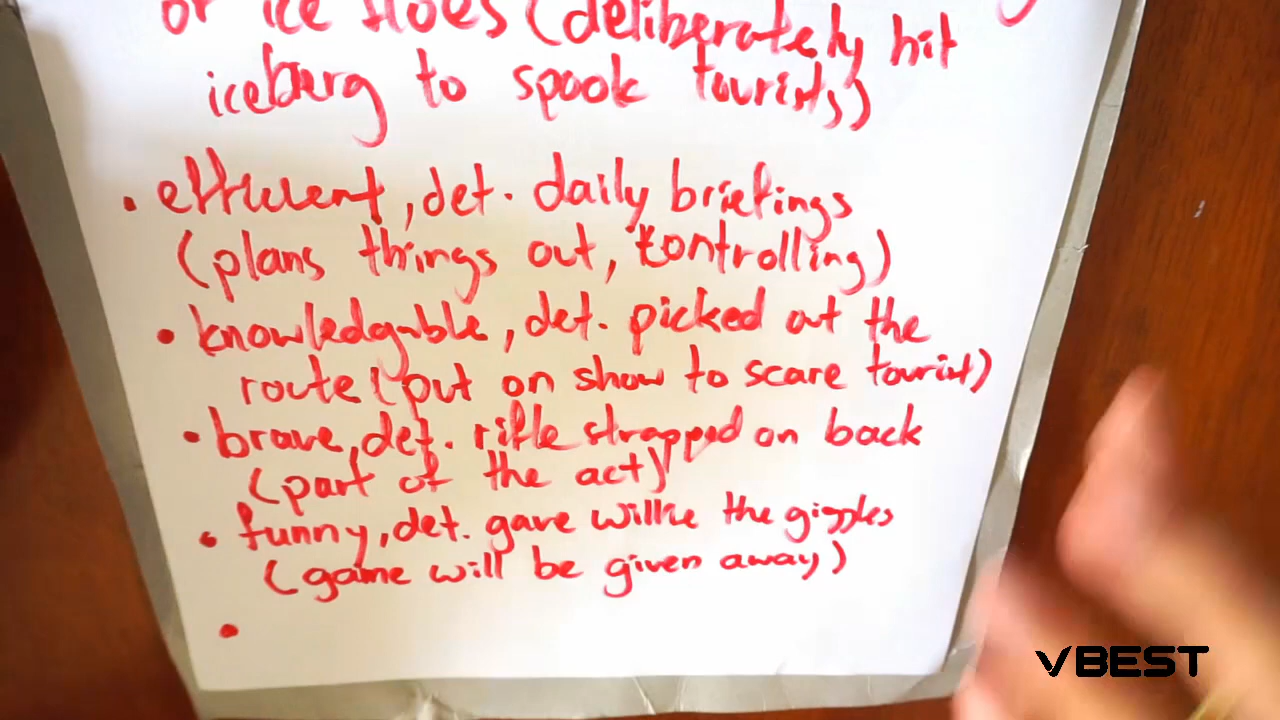 of ice floes (deliberately hit
iceberg to spook tourists)
• efficient, det. daily briefings
(plans things out, controlling)
• knowledgable, det. picked out the
route (put on show to scare tourist)
• brave, det. rifle strapped on back
(part of the act)
• funny, det. gave willie the giggles
(game will be given away)
•
VBEST